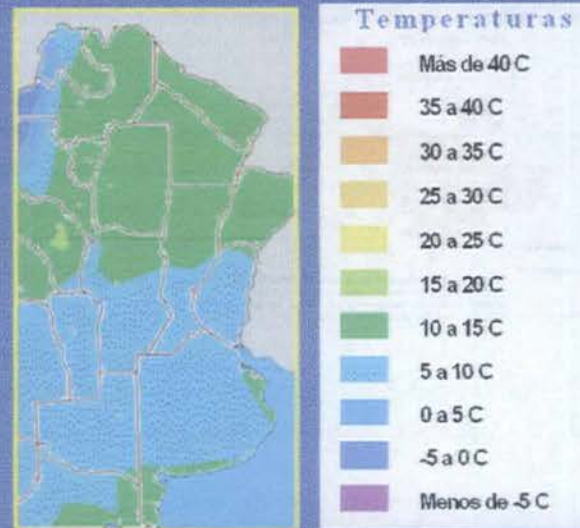 Temperaturas
Más de 40 C
35 a 40 C
30 a 35 C
25 a 30 C
20 a 25 C
15 a 20 C
10 a 15 C
5 a 10 C
0 a 5 C
-5 a 0 C
Menos de -5 C